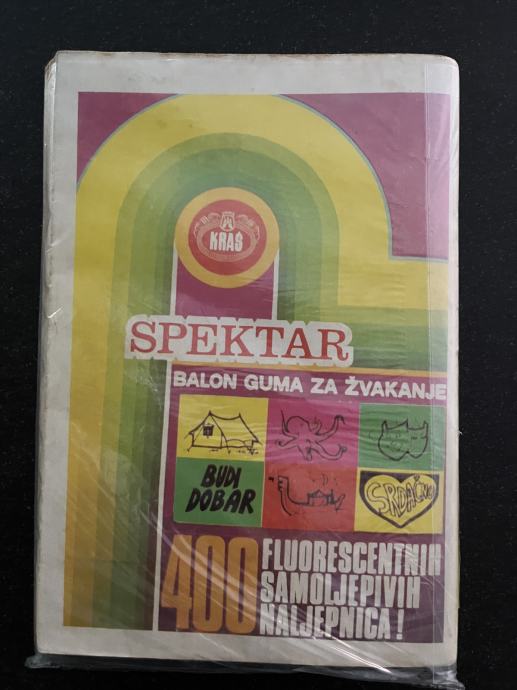 KRAŠ
SPEKTAR
BALON GUMA ZA ŽVAKANJE
BUDI
DOBAR
SRDAČNO
400
FLUORESCENTNIH
SAMOLJEPIVIH
NALJEPNICA!